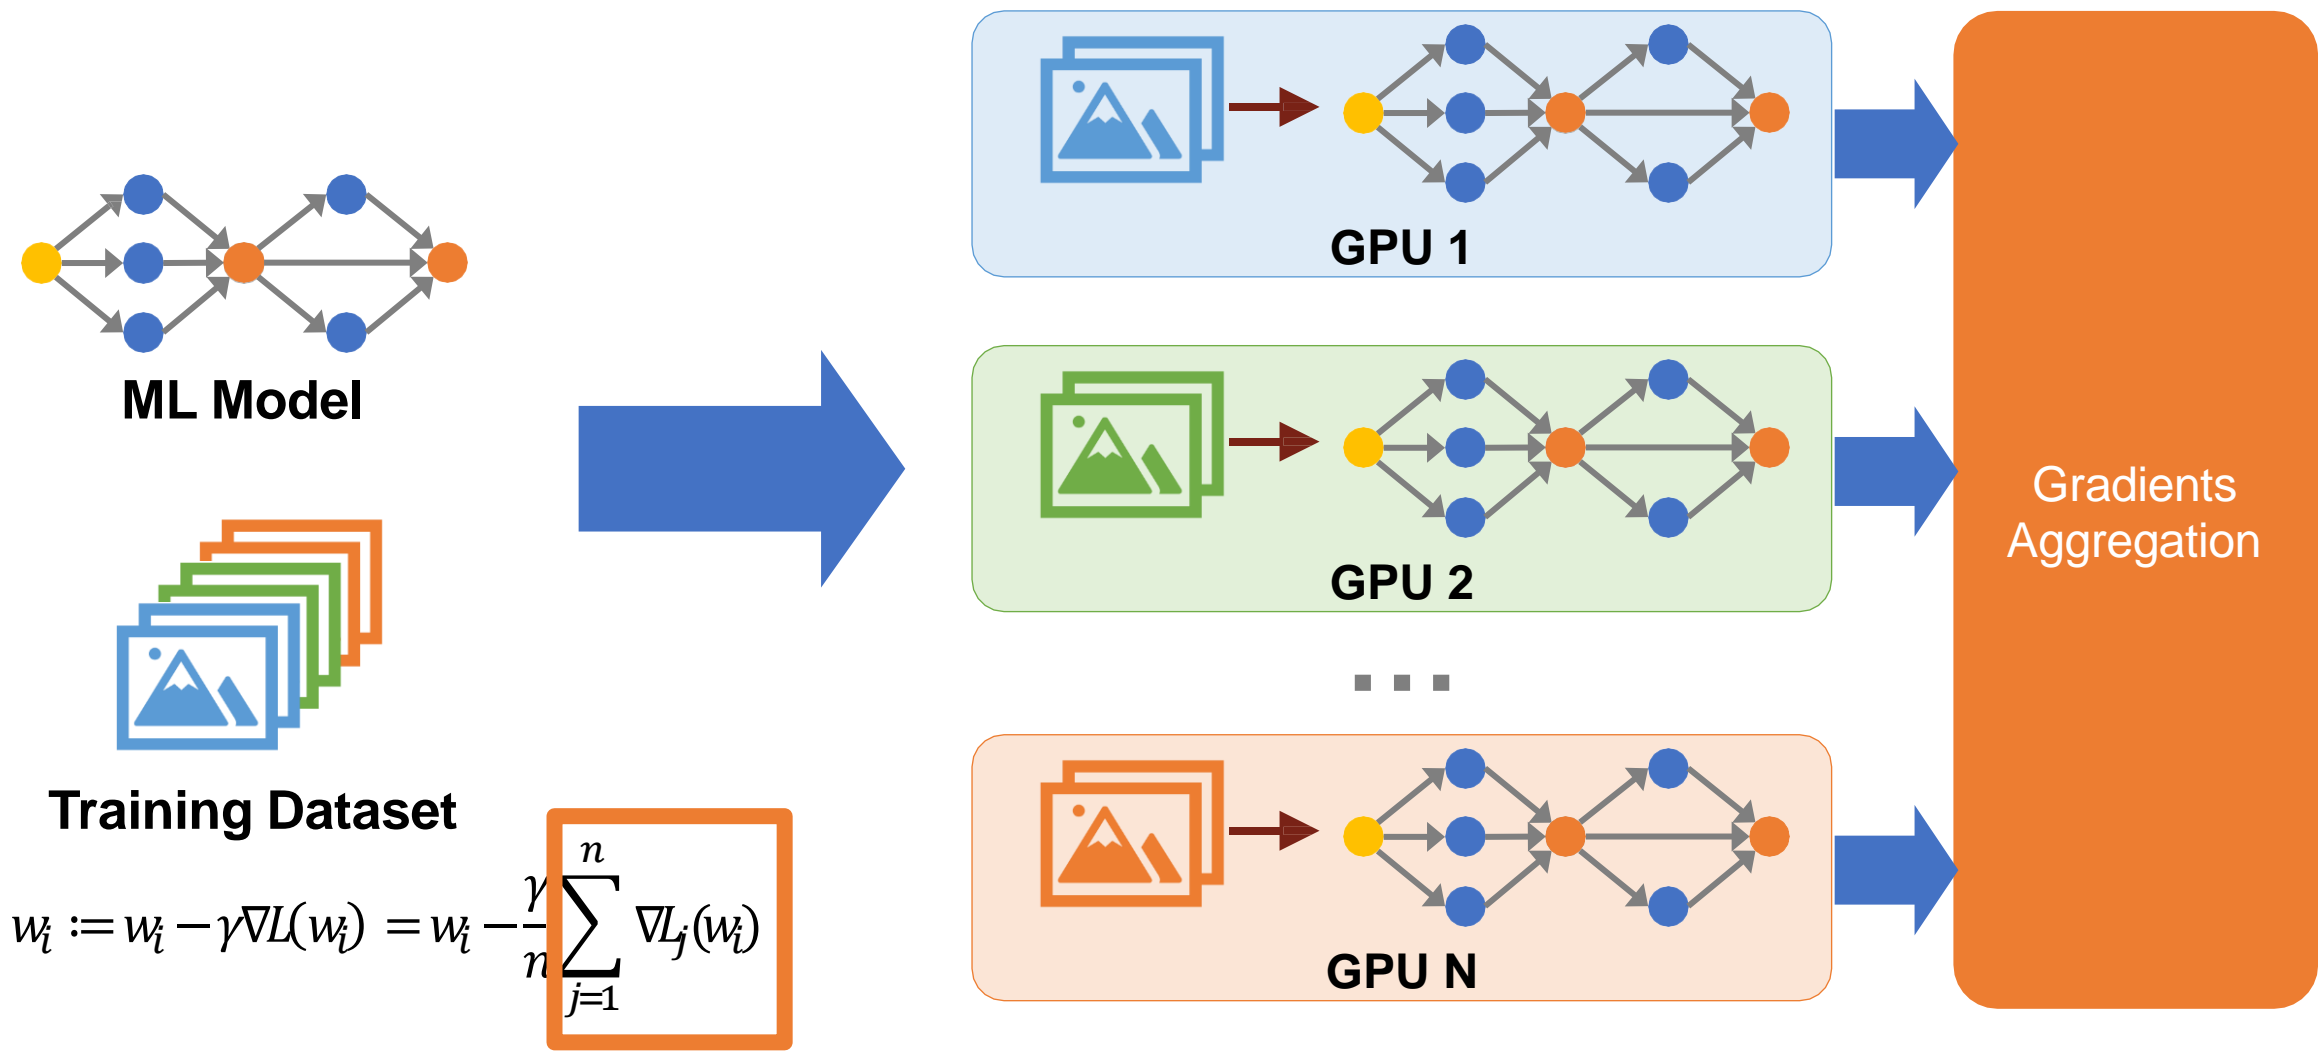 ML Model
Training Dataset
w_i := w_i − γ∇L(w_i) = w_i − γ/n ∑_{j=1}^{n} ∇L_j(w_i)
GPU 1
GPU 2
...
GPU N
Gradients
Aggregation